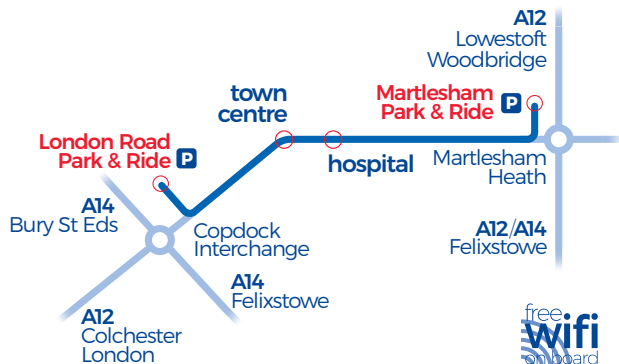 A12
Lowestoft
Woodbridge
Martlesham
Park & Ride P
town
centre
London Road
Park & Ride P
hospital
Martlesham
Heath
A14
Bury St Eds
Copdock
Interchange
A12/A14
Felixstowe
A14
Felixstowe
A12
Colchester
London
free
wifi
on board